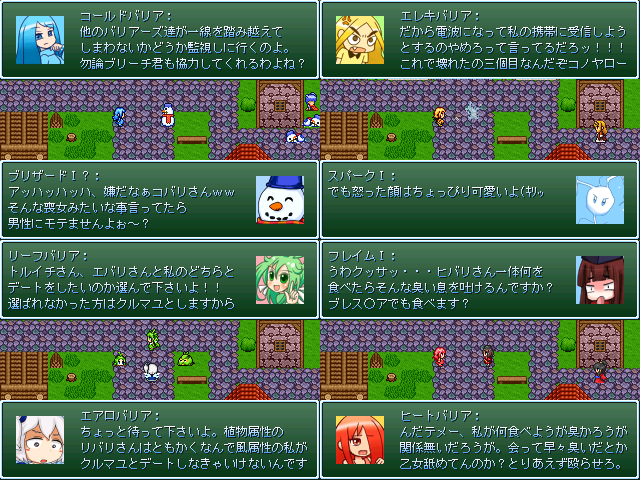 コールドバリア:
他のバリアーズ達が一線を踏み越えて
しまわないかどうか監視しに行くのよ。
勿論ブリーチ君も協力してくれるわよね?
エレキバリア:
だから電波になって私の携帯に受信しよう
とするのやめろって言ってるだろッ!!!
これで壊れたの三個目なんだぞコノヤロー
ブリザードI?:
アッハッハッハ、嫌だなぁコバリさんww
そんな喪女みたいな事言ってたら
男性にモテませんよぉ~?
スパークI:
でも怒った顔はちょっぴり可愛いよ(ｷﾘｯ
リーフバリア:
トルイチさん、エバリさんと私のどちらと
デートをしたいのか選んで下さいよ!!
選ばれなかった方はクルマユとしますから
フレイムI:
うわクッサッ・・・ヒバリさん一体何を
食べたらそんな臭い息を吐けるんですか?
ブレス○アでも食べます?
エアロバリア:
ちょっと待って下さいよ。植物属性の
リバリさんはともかくなんで風属性の私が
クルマユとデートしなきゃいけないんです
ヒートバリア:
んだテメー、私が何食べようが臭かろうが
関係無いだろうが。会って早々臭いだとか
乙女舐めてんのか?とりあえず殴らせろ。